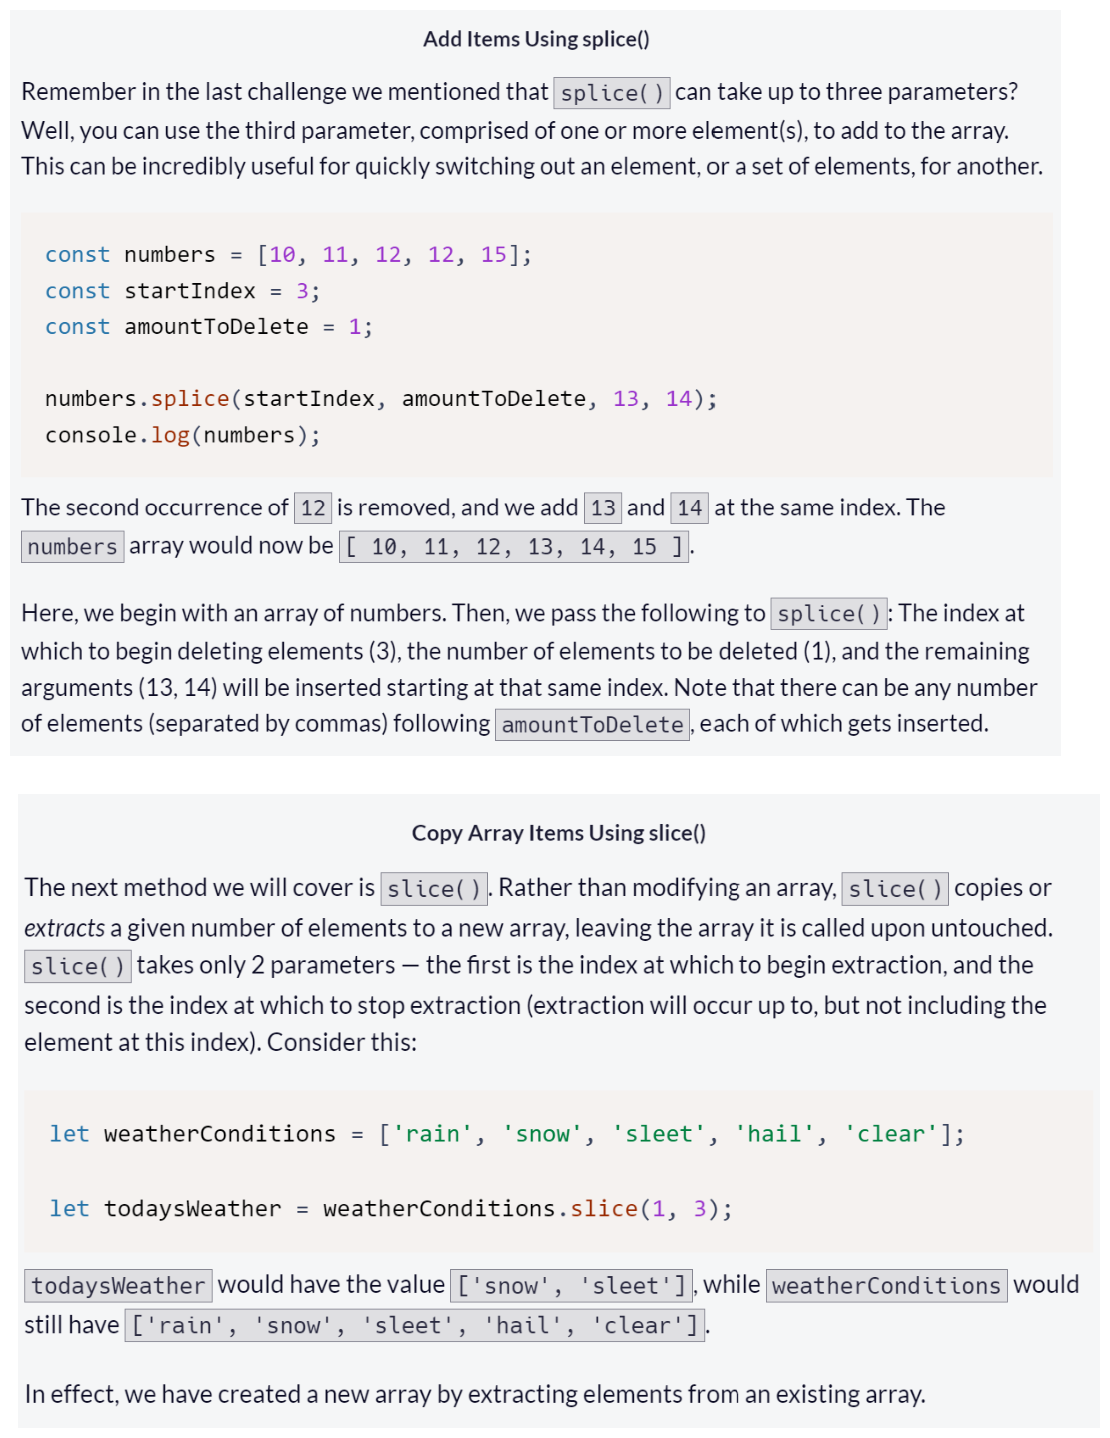 Add Items Using splice()
Remember in the last challenge we mentioned that splice() can take up to three parameters?
Well, you can use the third parameter, comprised of one or more element(s), to add to the array.
This can be incredibly useful for quickly switching out an element, or a set of elements, for another.
const numbers = [10, 11, 12, 12, 15];
const startIndex = 3;
const amountToDelete = 1;
numbers.splice(startIndex, amountToDelete, 13, 14);
console.log(numbers);
The second occurrence of 12 is removed, and we add 13 and 14 at the same index. The
numbers array would now be [ 10, 11, 12, 13, 14, 15 ].
Here, we begin with an array of numbers. Then, we pass the following to splice(): The index at
which to begin deleting elements (3), the number of elements to be deleted (1), and the remaining
arguments (13, 14) will be inserted starting at that same index. Note that there can be any number
of elements (separated by commas) following amountToDelete, each of which gets inserted.
Copy Array Items Using slice()
The next method we will cover is slice(). Rather than modifying an array, slice() copies or
extracts a given number of elements to a new array, leaving the array it is called upon untouched.
slice() takes only 2 parameters — the first is the index at which to begin extraction, and the
second is the index at which to stop extraction (extraction will occur up to, but not including the
element at this index). Consider this:
let weatherConditions = ['rain', 'snow', 'sleet', 'hail', 'clear'];
let todaysWeather = weatherConditions.slice(1, 3);
todaysWeather would have the value ['snow', 'sleet'], while weatherConditions would
still have ['rain', 'snow', 'sleet', 'hail', 'clear'].
In effect, we have created a new array by extracting elements from an existing array.